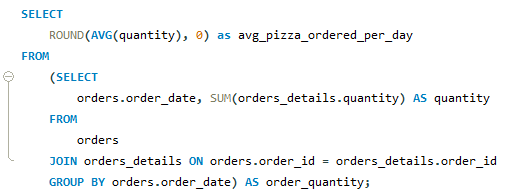 SELECT
ROUND(AVG(quantity), 0) as avg_pizza_ordered_per_day
FROM
(SELECT
orders.order_date, SUM(orders_details.quantity) AS quantity
FROM
orders
JOIN orders_details ON orders.order_id = orders_details.order_id
GROUP BY orders.order_date) AS order_quantity;